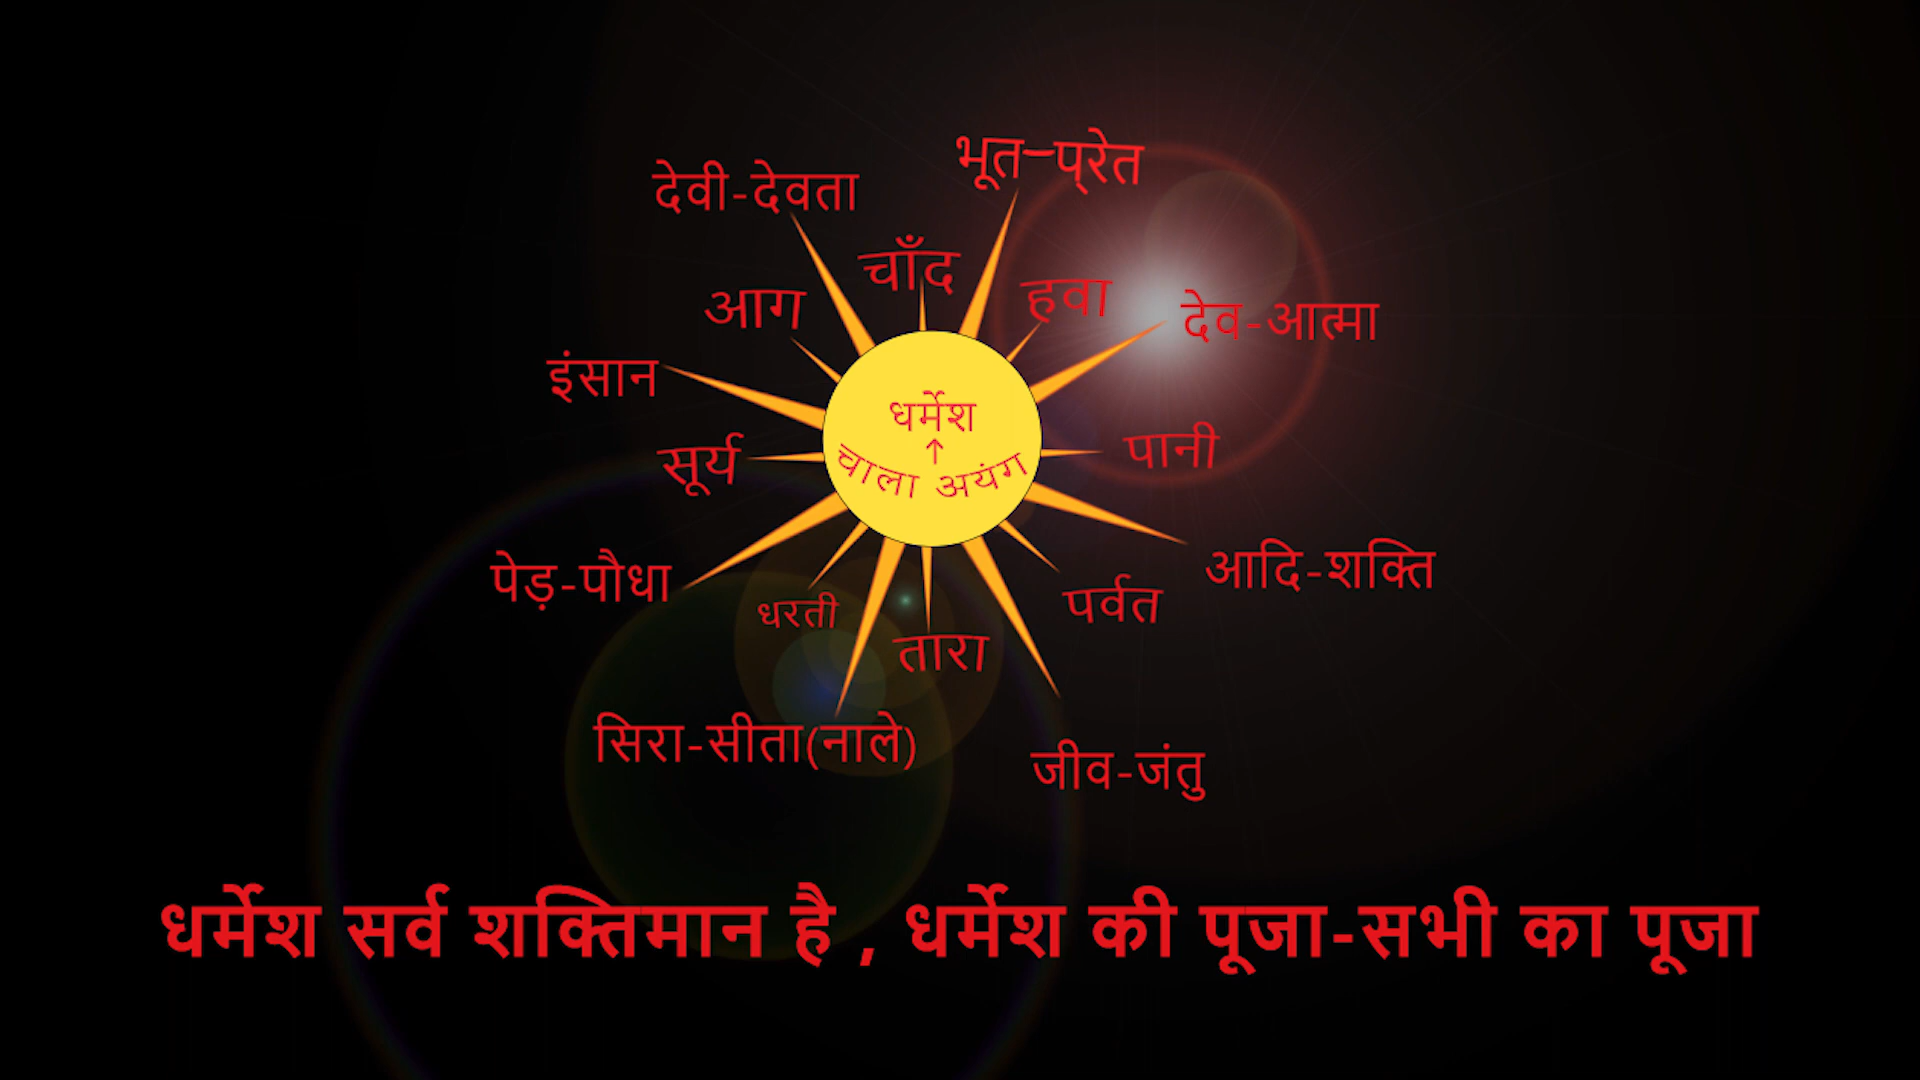 भूत-प्रेत
देवी-देवता
चाँद
हवा
आग
देव-आत्मा
इंसान
धर्मेश
↑
चाला अयंग
सूर्य
पानी
आदि-शक्ति
पेड़-पौधा
पर्वत
धरती
तारा
सिरा-सीता(नाले)
जीव-जंतु
धर्मेश सर्व शक्तिमान है , धर्मेश की पूजा-सभी का पूजा